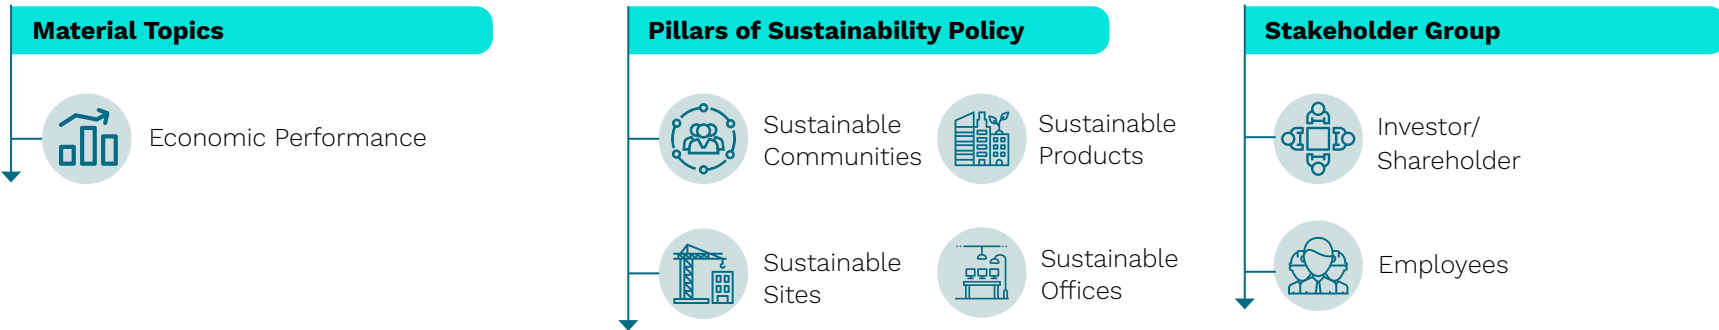 Material Topics
Economic Performance
Pillars of Sustainability Policy
Sustainable
Communities
Sustainable
Products
Sustainable
Sites
Sustainable
Offices
Stakeholder Group
Investor/
Shareholder
Employees